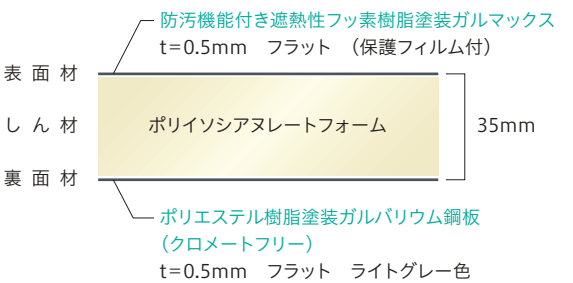 防汚機能付き遮熱性フッ素樹脂塗装ガルマックス
t=0.5mm　フラット　（保護フィルム付）
表面材
しん材
ポリイソシアヌレートフォーム
35mm
裏面材
ポリエステル樹脂塗装ガルバリウム鋼板
（クロメートフリー）
t=0.5mm　フラット　ライトグレー色